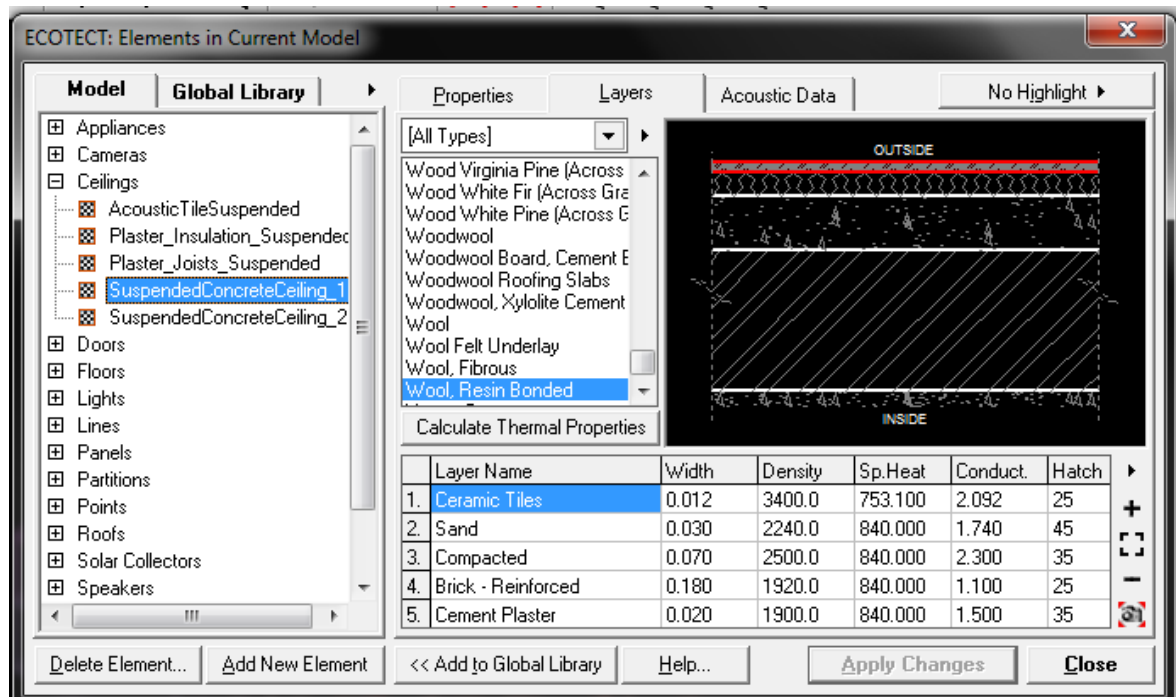 ECOTECT: Elements in Current Model
Model Global Library
Appliances
Cameras
Ceilings
AcousticTileSuspended
Plaster_Insulation_Suspended
Plaster_Joists_Suspended
SuspendedConcreteCeiling_1
SuspendedConcreteCeiling_2
Doors
Floors
Lights
Lines
Panels
Partitions
Points
Roofs
Solar Collectors
Speakers
Delete Element... Add New Element
Properties Layers Acoustic Data No Highlight
[All Types]
Wood Virginia Pine (Across
Wood White Fir (Across Gra
Wood White Pine (Across G
Woodwool
Woodwool Board, Cement B
Woodwool Roofing Slabs
Woodwool, Xylolite Cement
Wool
Wool Felt Underlay
Wool, Fibrous
Wool, Resin Bonded
Calculate Thermal Properties
OUTSIDE
INSIDE
Layer Name Width Density Sp.Heat Conduct. Hatch
1. Ceramic Tiles 0.012 3400.0 753.100 2.092 25
2. Sand 0.030 2240.0 840.000 1.740 45
3. Compacted 0.070 2500.0 840.000 2.300 35
4. Brick - Reinforced 0.180 1920.0 840.000 1.100 25
5. Cement Plaster 0.020 1900.0 840.000 1.500 35
<< Add to Global Library Help... Apply Changes Close